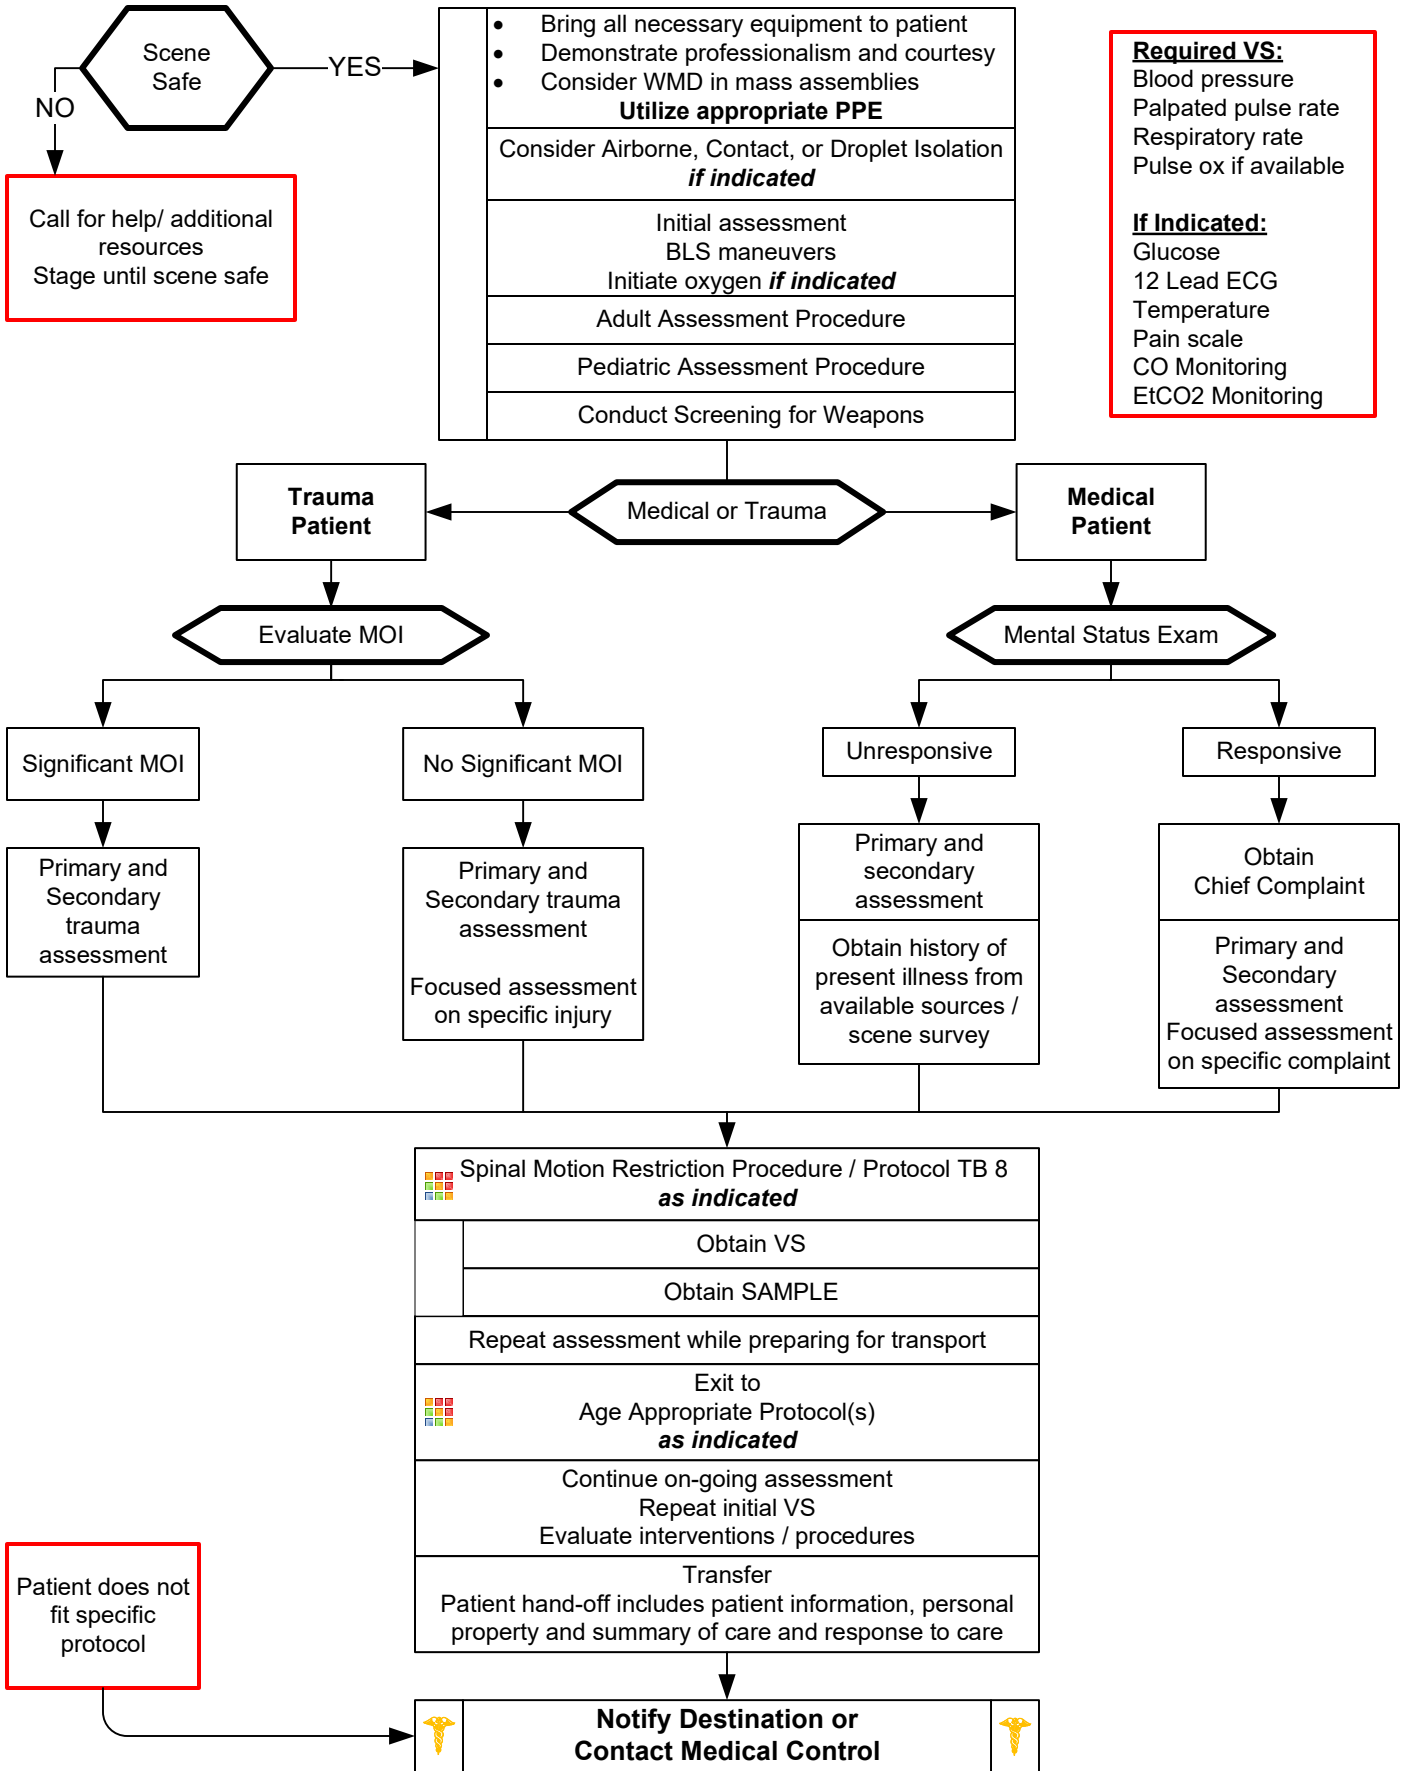 Scene
Safe
YES
NO
Call for help/ additional
resources
Stage until scene safe
• Bring all necessary equipment to patient
• Demonstrate professionalism and courtesy
• Consider WMD in mass assemblies
Utilize appropriate PPE
Consider Airborne, Contact, or Droplet Isolation
if indicated
Initial assessment
BLS maneuvers
Initiate oxygen if indicated
Adult Assessment Procedure
Pediatric Assessment Procedure
Conduct Screening for Weapons
Required VS:
Blood pressure
Palpated pulse rate
Respiratory rate
Pulse ox if available
If Indicated:
Glucose
12 Lead ECG
Temperature
Pain scale
CO Monitoring
EtCO2 Monitoring
Trauma
Patient
Medical or Trauma
Medical
Patient
Evaluate MOI
Mental Status Exam
Significant MOI
No Significant MOI
Unresponsive
Responsive
Primary and
Secondary
trauma
assessment
Primary and
Secondary trauma
assessment
Focused assessment
on specific injury
Primary and
secondary
assessment
Obtain history of
present illness from
available sources /
scene survey
Obtain
Chief Complaint
Primary and
Secondary
assessment
Focused assessment
on specific complaint
Spinal Motion Restriction Procedure / Protocol TB 8
as indicated
Obtain VS
Obtain SAMPLE
Repeat assessment while preparing for transport
Exit to
Age Appropriate Protocol(s)
as indicated
Continue on-going assessment
Repeat initial VS
Evaluate interventions / procedures
Transfer
Patient hand-off includes patient information, personal
property and summary of care and response to care
Patient does not
fit specific
protocol
Notify Destination or
Contact Medical Control